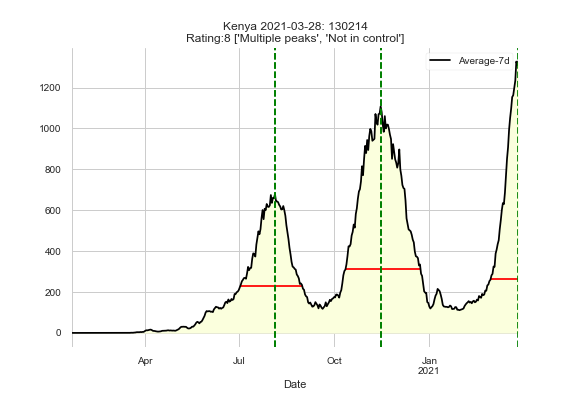 Kenya 2021-03-28: 130214
Rating:8 ['Multiple peaks', 'Not in control']
Average-7d
1200
1000
800
600
400
200
0
Apr
Jul
Oct
Jan
2021
Date